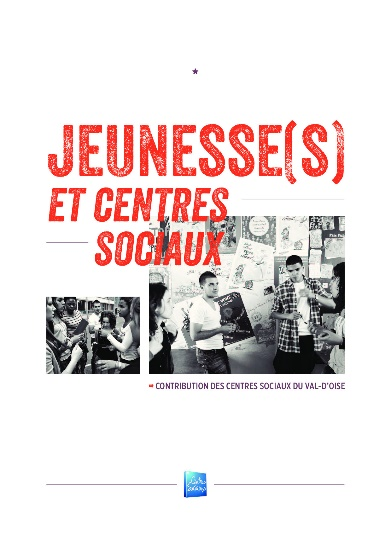 JEUNESSE(S)
ET CENTRES
SOCIAUX
CONTRIBUTION DES CENTRES SOCIAUX DU VAL-D'OISE